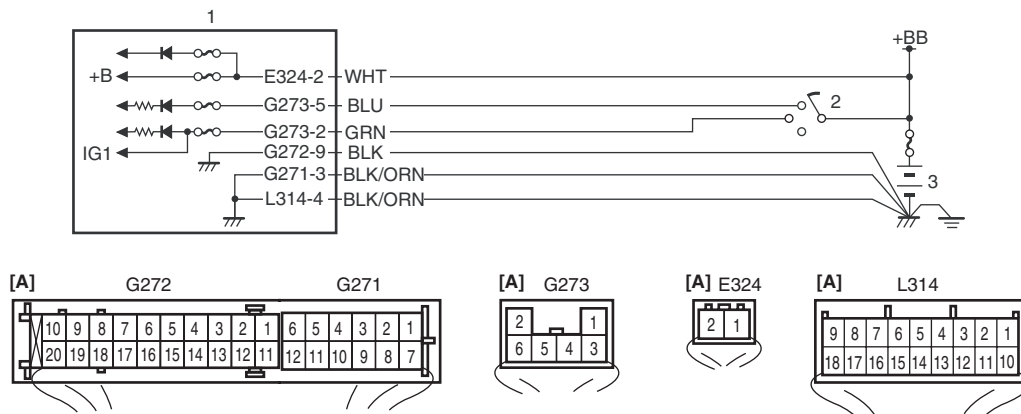 1
+BB
+B E324-2 WHT
G273-5 BLU 2
G273-2 GRN
IG1 G272-9 BLK
G271-3 BLK/ORN 3
L314-4 BLK/ORN
[A] G272 G271 [A] G273 [A] E324 [A] L314
10 9 8 7 6 5 4 3 2 1 6 5 4 3 2 1 2 1 2 1 9 8 7 6 5 4 3 2 1
20 19 18 17 16 15 14 13 12 11 12 11 10 9 8 7 6 5 4 3 18 17 16 15 14 13 12 11 10